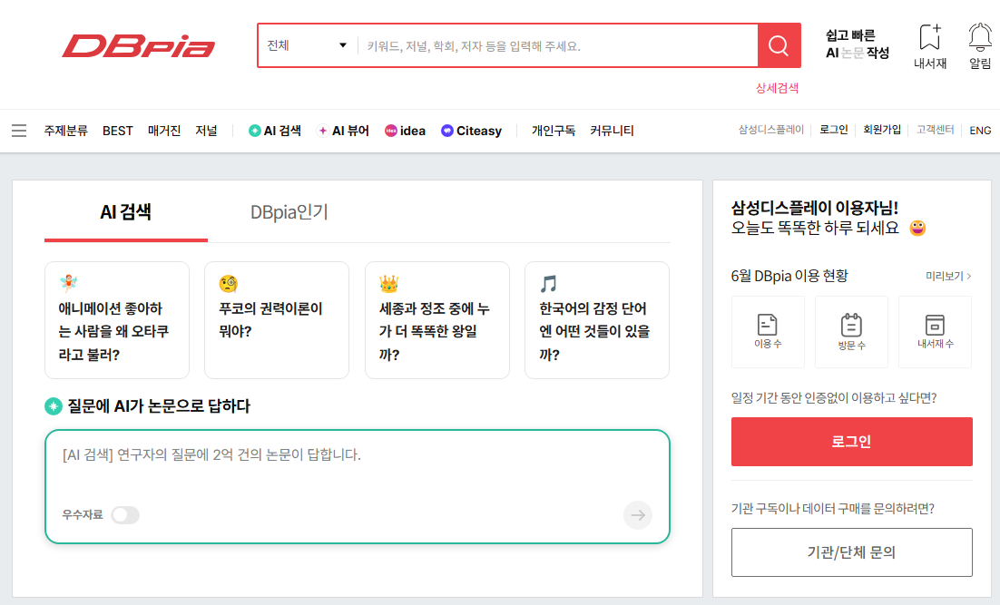 DBpia
전체
키워드, 저널, 학회, 저자 등을 입력해 주세요.
상세검색
쉽고 빠른
AI 논문 작성
내서재
알림
주제분류 BEST 매거진 저널 AI 검색 AI 뷰어 idea idea Citeasy 개인구독 커뮤니티
삼성디스플레이 로그인 회원가입 고객센터 ENG
AI 검색 DBpia인기
애니메이션 좋아하
는 사람을 왜 오타쿠
라고 불러?
푸코의 권력이론이
뭐야?
세종과 정조 중에 누
가 더 똑똑한 왕일
까?
한국어의 감정 단어
엔 어떤 것들이 있을
까?
질문에 AI가 논문으로 답하다
[AI 검색] 연구자의 질문에 2억 건의 논문이 답합니다.
우수자료
삼성디스플레이 이용자님!
오늘도 똑똑한 하루 되세요
6월 DBpia 이용 현황
미리보기 >
이용 수
방문 수
내서재 수
일정 기간 동안 인증없이 이용하고 싶다면?
로그인
기관 구독이나 데이터 구매를 문의하려면?
기관/단체 문의